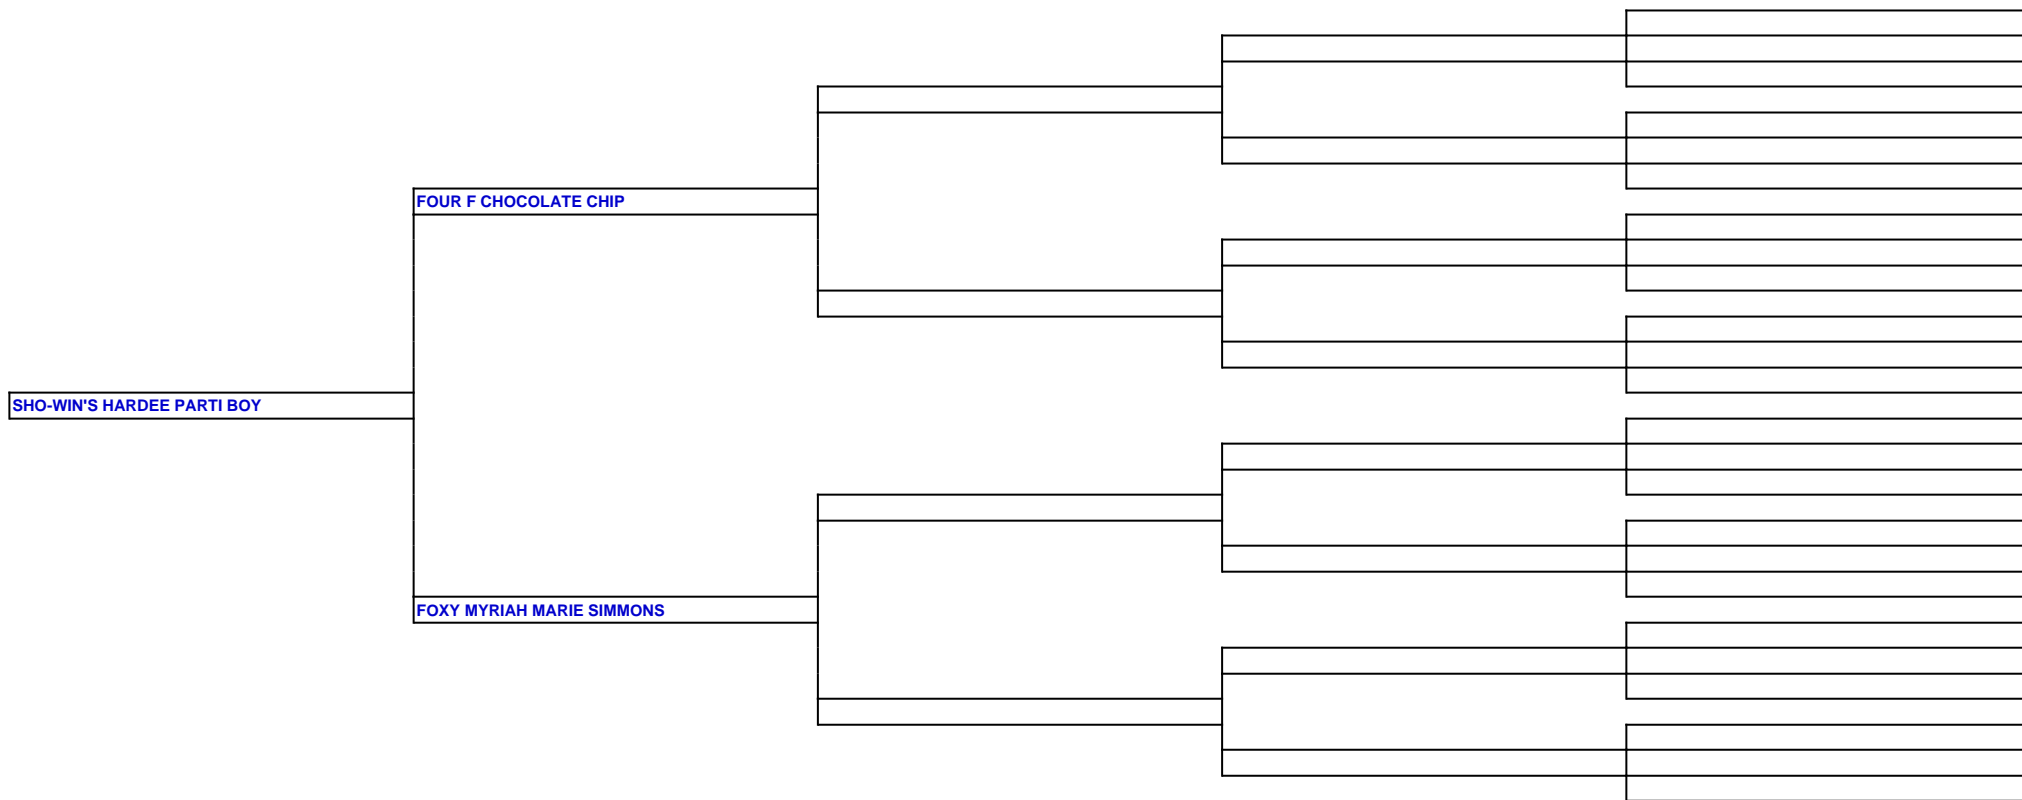 FOUR F CHOCOLATE CHIP
SHO-WIN'S HARDEE PARTI BOY
FOXY MYRIAH MARIE SIMMONS